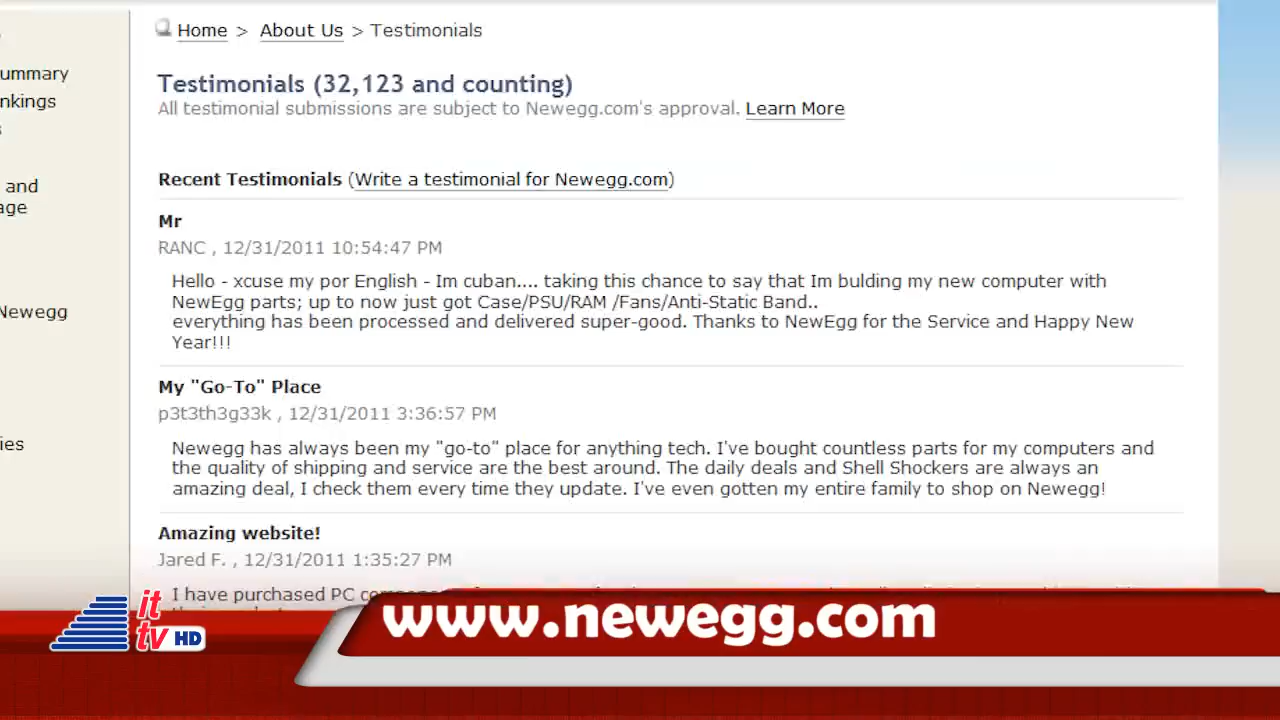 Home > About Us > Testimonials
ummary
Testimonials (32,123 and counting)
nkings
All testimonial submissions are subject to Newegg.com's approval. Learn More
s
Recent Testimonials (Write a testimonial for Newegg.com)
and
age
Mr
RANC , 12/31/2011 10:54:47 PM
Hello - xcuse my por English - Im cuban.... taking this chance to say that Im bulding my new computer with
NewEgg parts; up to now just got Case/PSU/RAM /Fans/Anti-Static Band..
Newegg
everything has been processed and delivered super-good. Thanks to NewEgg for the Service and Happy New
Year!!!
My "Go-To" Place
p3t3th3g33k , 12/31/2011 3:36:57 PM
ies
Newegg has always been my "go-to" place for anything tech. I've bought countless parts for my computers and
the quality of shipping and service are the best around. The daily deals and Shell Shockers are always an
amazing deal, I check them every time they update. I've even gotten my entire family to shop on Newegg!
Amazing website!
Jared F. , 12/31/2011 1:35:27 PM
I have purchased PC
it
tv HD
www.newegg.com